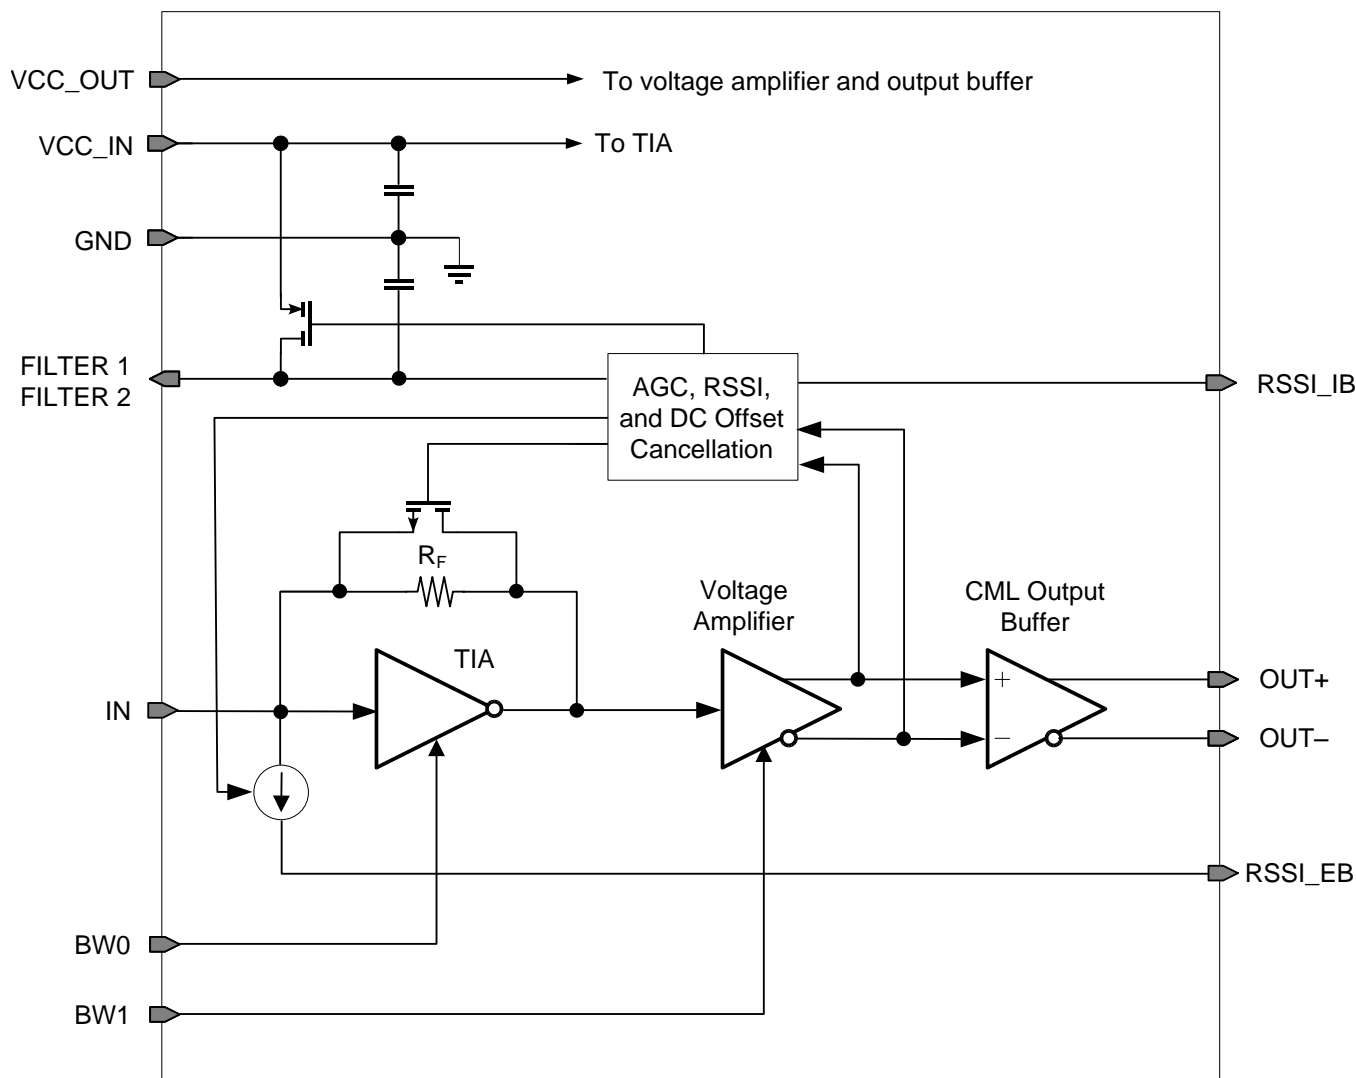 VCC_OUT
To voltage amplifier and output buffer
VCC_IN
To TIA
GND
FILTER 1
FILTER 2
AGC, RSSI,
and DC Offset
Cancellation
RSSI_IB
RF
Voltage
Amplifier
CML Output
Buffer
TIA
IN
+
−
OUT+
OUT–
RSSI_EB
BW0
BW1